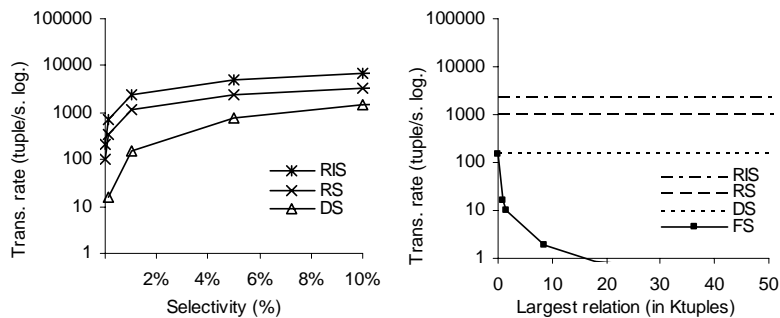 100000
10000
1000
100
10
1
Trans. rate (tuple/s. log.)
RIS
RS
DS
2% 4% 6% 8% 10%
Selectivity (%)
100000
10000
1000
100
10
1
Trans. rate (tuple/s. log.)
RIS
RS
DS
FS
0 10 20 30 40 50
Largest relation (in Ktuples)